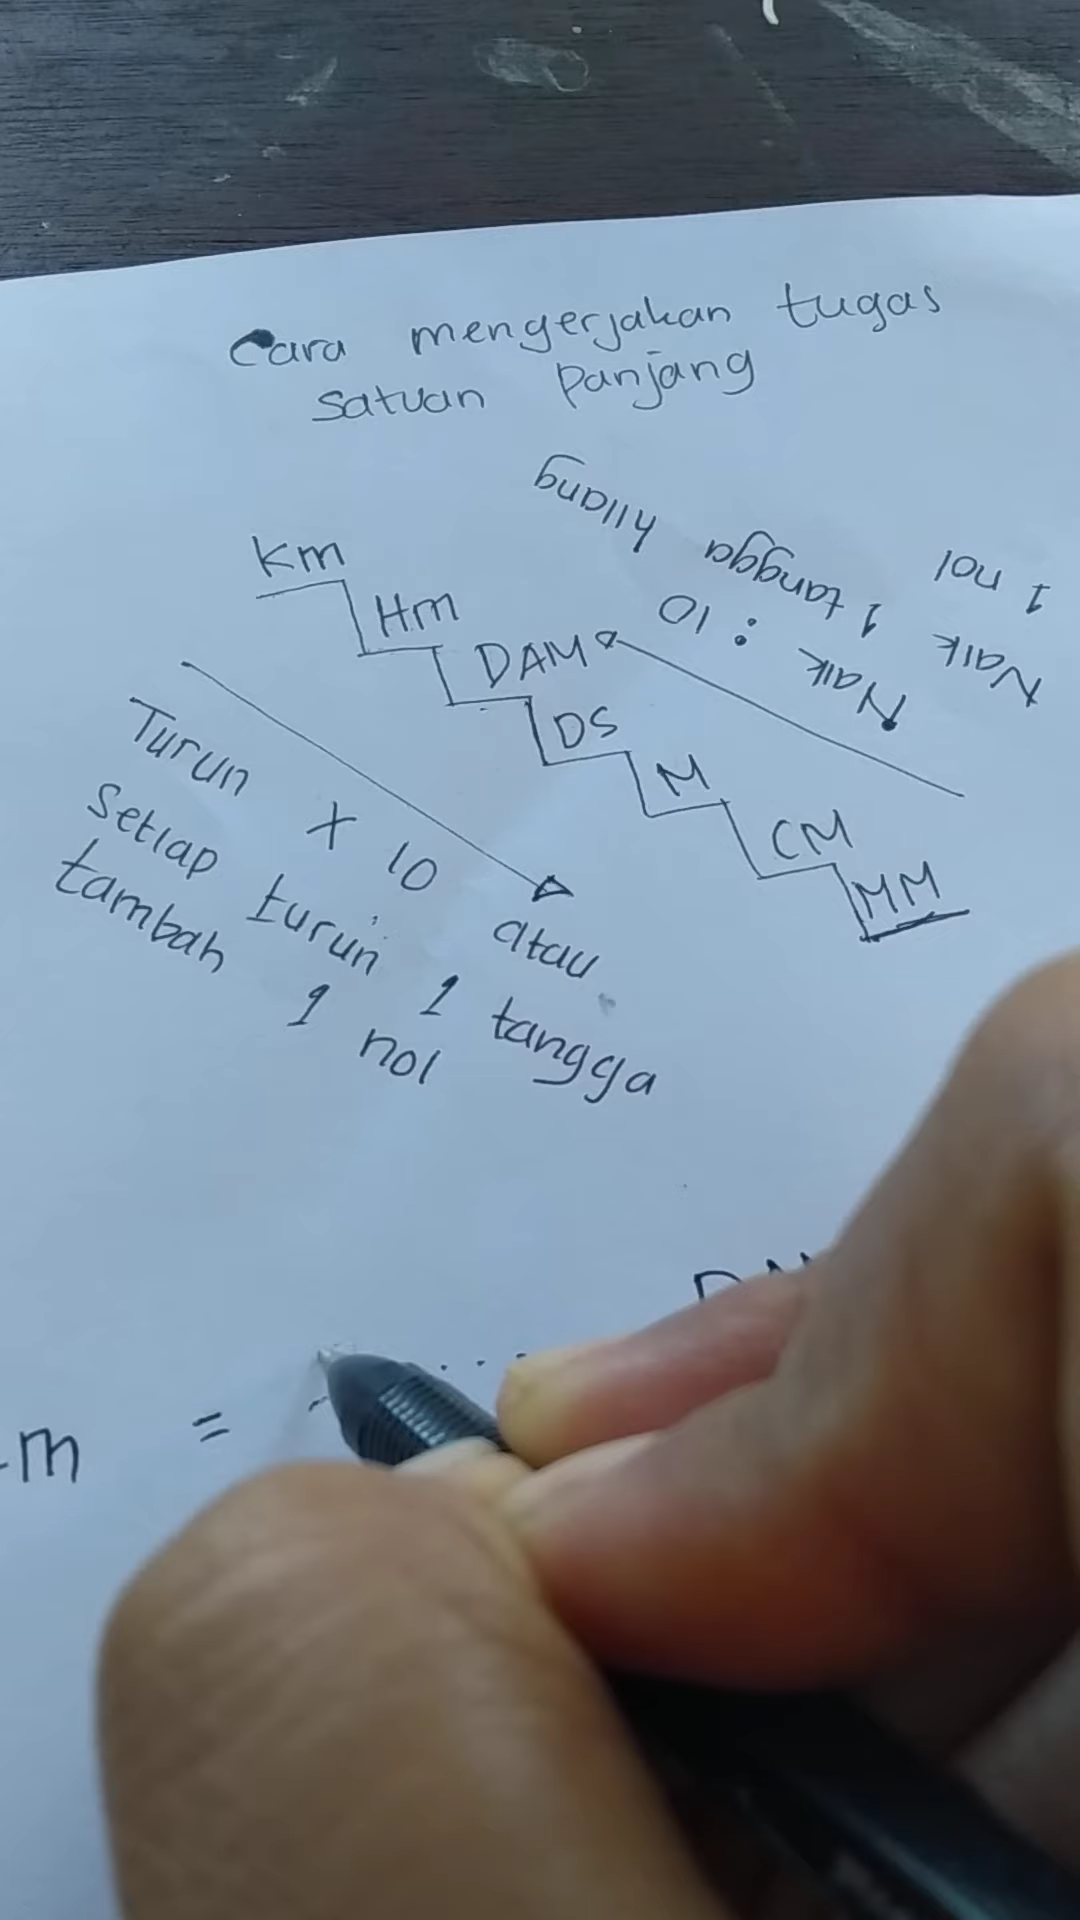 Cara mengerjakan tugas
satuan Panjang
Km
Hm
DAM
DS
M
CM
MM
Naik : 10
Naik 1 tangga hilang
1 nol
Turun x 10 atau
Setiap turun 1 tangga
tambah 1 nol
m = ...